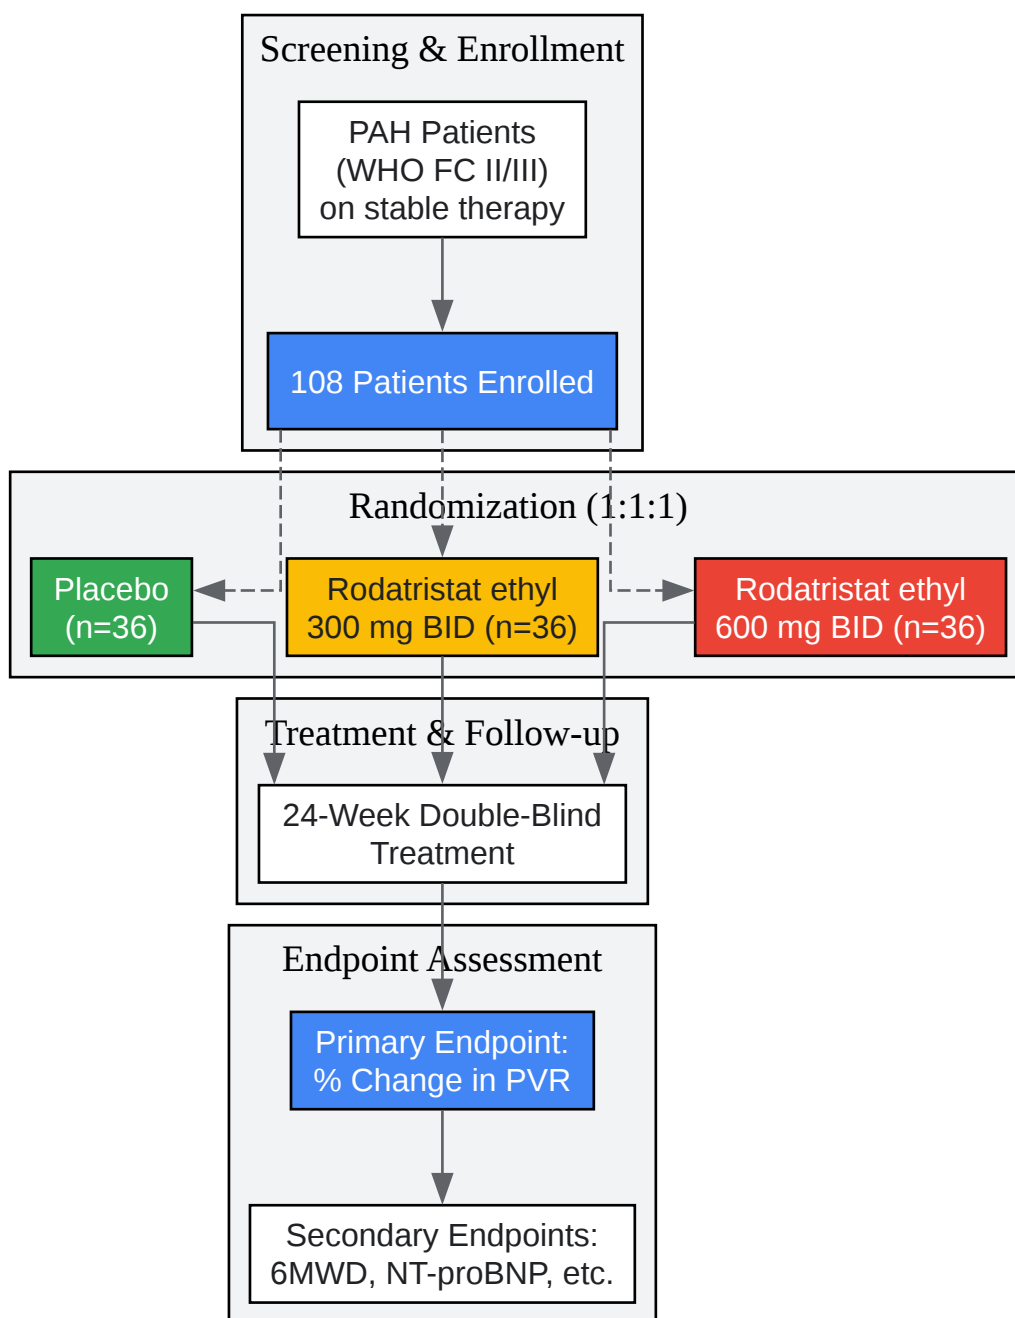 Screening & Enrollment
PAH Patients
(WHO FC II/III)
on stable therapy
108 Patients Enrolled
Randomization (1:1:1)
Placebo
(n=36)
Rodatristat ethyl
300 mg BID (n=36)
Rodatristat ethyl
600 mg BID (n=36)
Treatment & Follow-up
24-Week Double-Blind
Treatment
Endpoint Assessment
Primary Endpoint:
% Change in PVR
Secondary Endpoints:
6MWD, NT-proBNP, etc.